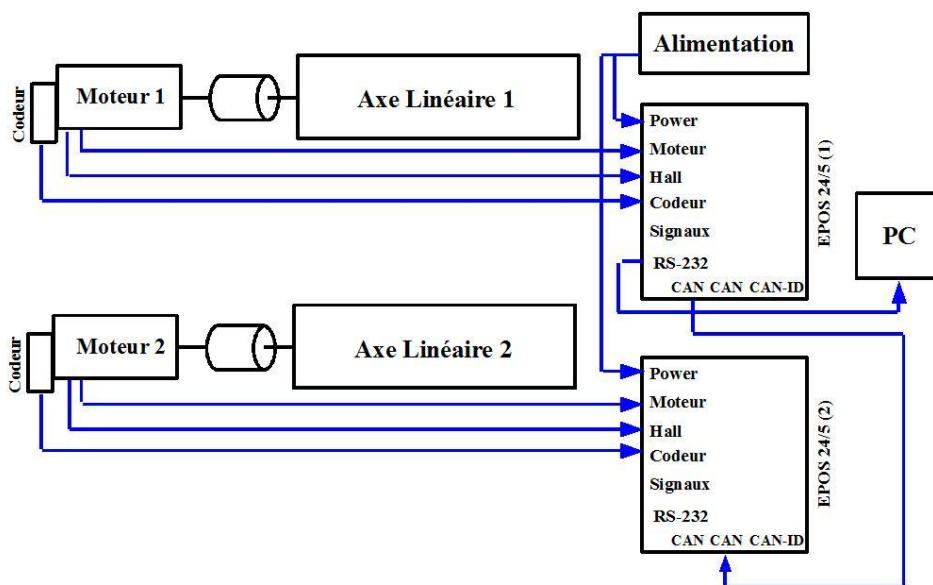 Alimentation
Codeur
Moteur 1
Axe Linéaire 1
Power
Moteur
Hall
Codeur
Signaux
RS-232
CAN CAN CAN-ID
EPOS 24/5 (1)
PC
Codeur
Moteur 2
Axe Linéaire 2
Power
Moteur
Hall
Codeur
Signaux
RS-232
CAN CAN CAN-ID
EPOS 24/5 (2)